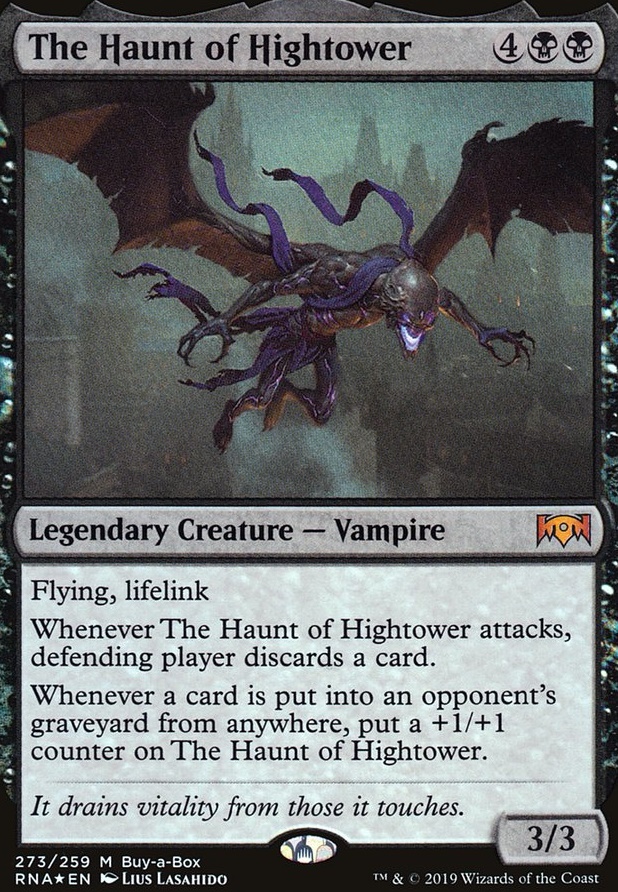 The Haunt of Hightower 4
Legendary Creature — Vampire
Flying, lifelink
Whenever The Haunt of Hightower attacks,
defending player discards a card.
Whenever a card is put into an opponent's
graveyard from anywhere, put a +1/+1
counter on The Haunt of Hightower.
It drains vitality from those it touches.
3/3
273/259 M Buy-a-Box
RNA★EN Lius Lasahido
™ & © 2019 Wizards of the Coast